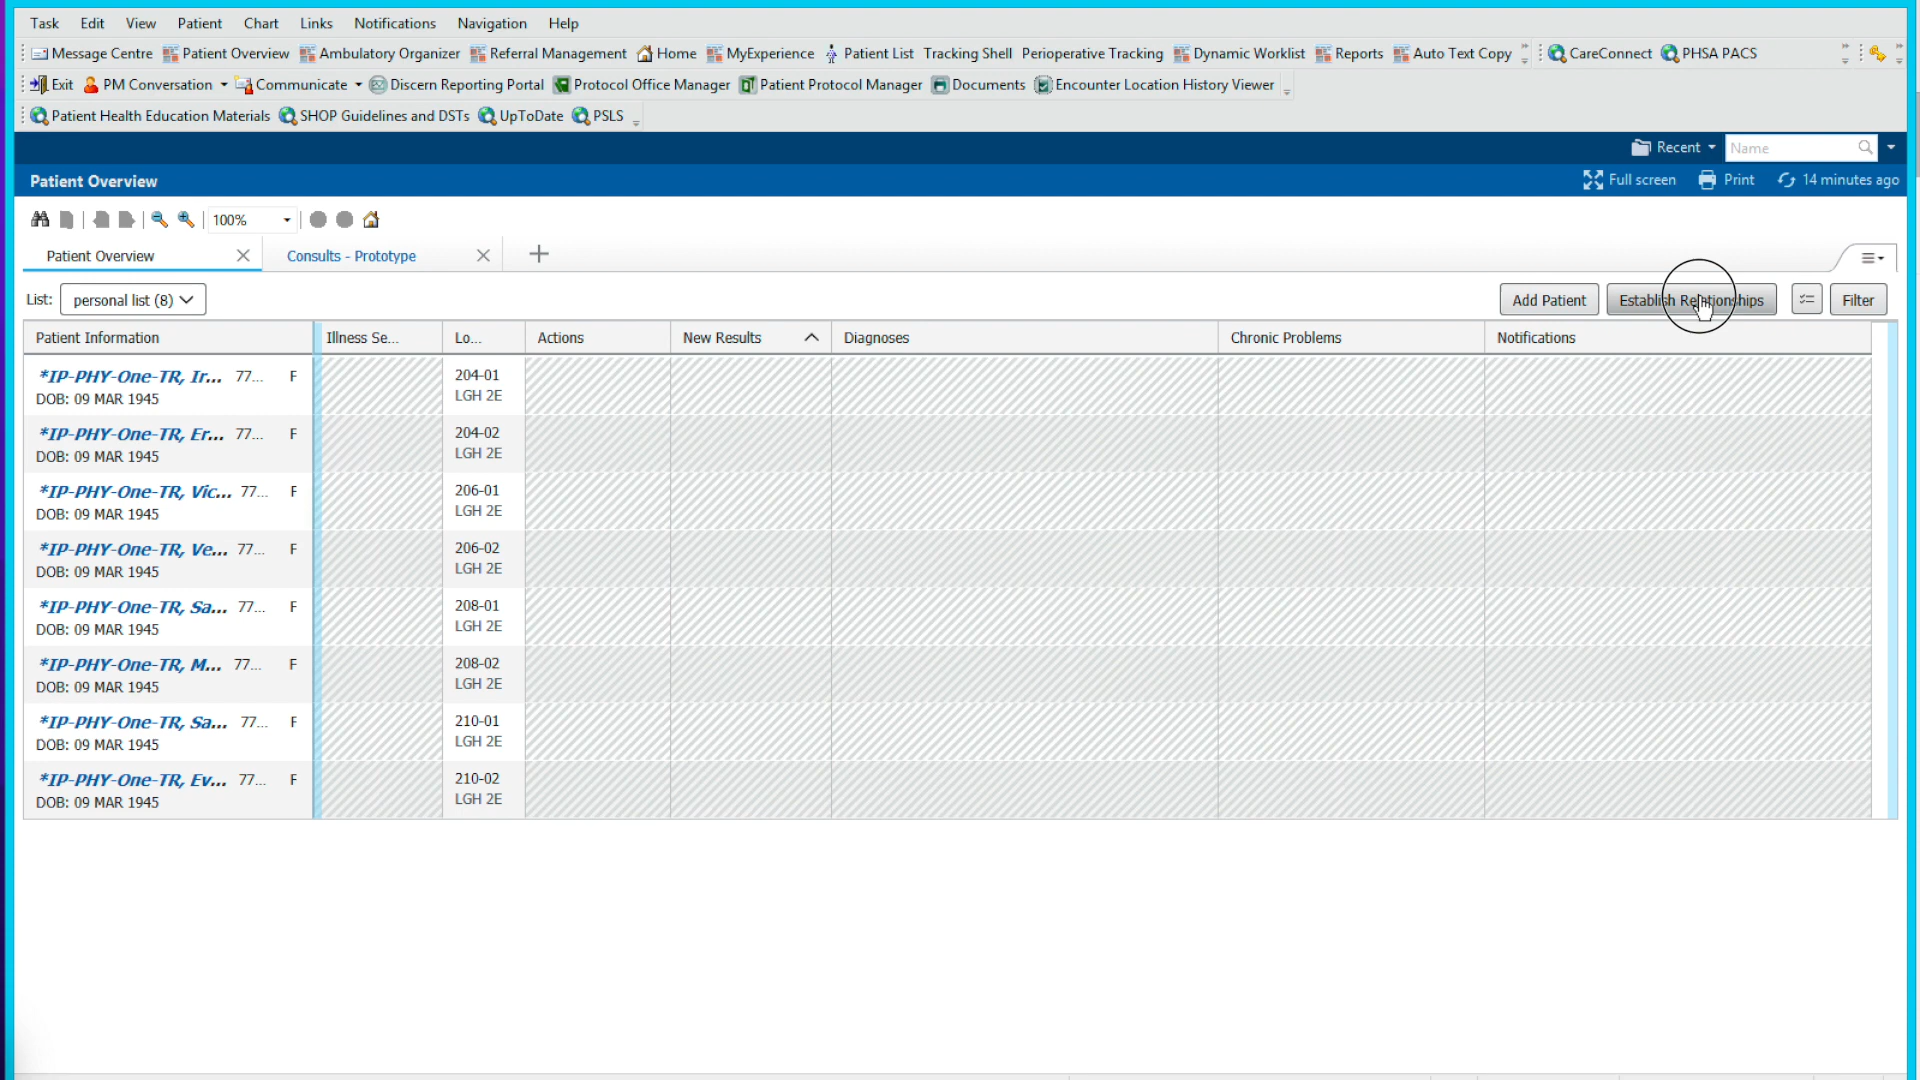 Task Edit View Patient Chart Links Notifications Navigation Help
Message Centre Patient Overview Ambulatory Organizer Referral Management Home MyExperience Patient List Tracking Shell Perioperative Tracking Dynamic Worklist Reports Auto Text Copy CareConnect PHSA PACS
Exit PM Conversation Communicate Discern Reporting Portal Protocol Office Manager Patient Protocol Manager Documents Encounter Location History Viewer
Patient Health Education Materials SHOP Guidelines and DSTs UpToDate PSLS
Recent Name
Patient Overview Full screen Print 14 minutes ago
100%
Patient Overview Consults - Prototype
List: personal list (8) Add Patient Establish Relationships Filter
Patient Information Illness Se... Lo... Actions New Results Diagnoses Chronic Problems Notifications
*IP-PHY-One-TR, Ir... 77... F 204-01
DOB: 09 MAR 1945 LGH 2E
*IP-PHY-One-TR, Er... 77... F 204-02
DOB: 09 MAR 1945 LGH 2E
*IP-PHY-One-TR, Vic... 77... F 206-01
DOB: 09 MAR 1945 LGH 2E
*IP-PHY-One-TR, Ve... 77... F 206-02
DOB: 09 MAR 1945 LGH 2E
*IP-PHY-One-TR, Sa... 77... F 208-01
DOB: 09 MAR 1945 LGH 2E
*IP-PHY-One-TR, M... 77... F 208-02
DOB: 09 MAR 1945 LGH 2E
*IP-PHY-One-TR, Sa... 77... F 210-01
DOB: 09 MAR 1945 LGH 2E
*IP-PHY-One-TR, Ev... 77... F 210-02
DOB: 09 MAR 1945 LGH 2E